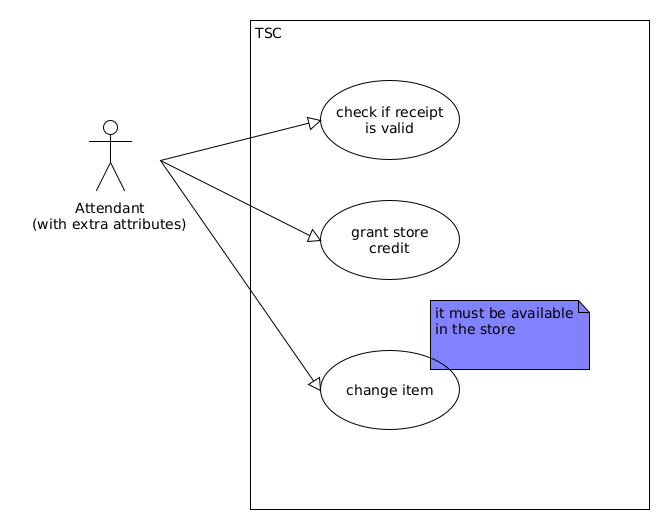 TSC
check if receipt
is valid
Attendant
(with extra attributes)
grant store
credit
it must be available
in the store
change item